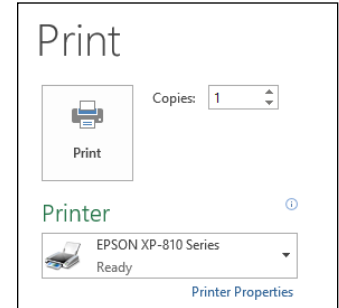 Print
Copies: 1
Print
Printer
EPSON XP-810 Series
Ready
Printer Properties